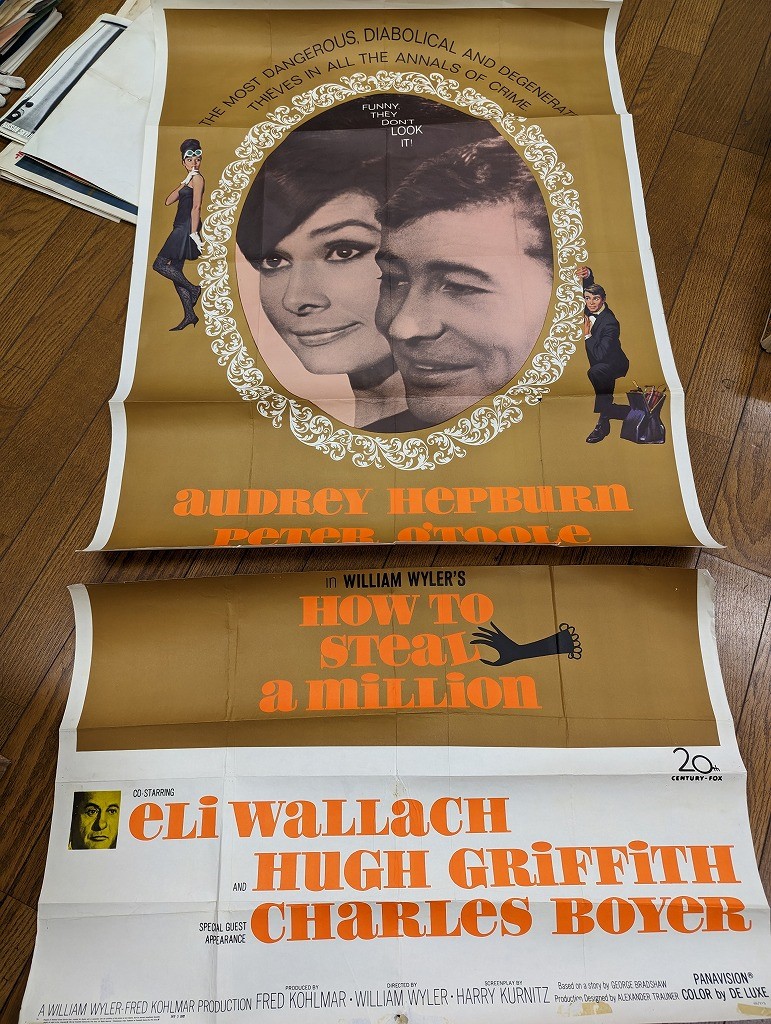 THE MOST DANGEROUS, DIABOLICAL AND DEGENERAT
THIEVES IN ALL THE ANNALS OF CRIME
FUNNY,
THEY
DON'T
LOOK
IT!
AUDREY HEPBURN
PETER O'TOOLE
in WILLIAM WYLER'S
HOW TO
STEAL
a MiLLiON
20th
CENTURY-FOX
CO-STARRING
ELi WALLACH
AND HUGH GRiFFiTH
SPECIAL GUEST
APPEARANCE
CHARLES BOYER
PRODUCED BY
FRED KOHLMAR
DIRECTED BY
WILLIAM WYLER
SCREENPLAY BY
HARRY KURNITZ
A WILLIAM WYLER-FRED KOHLMAR PRODUCTION
Based on a story by GEORGE BRADSHAW
Production Designed by ALEXANDER TRAUNER
PANAVISION®
COLOR by DE LUXE